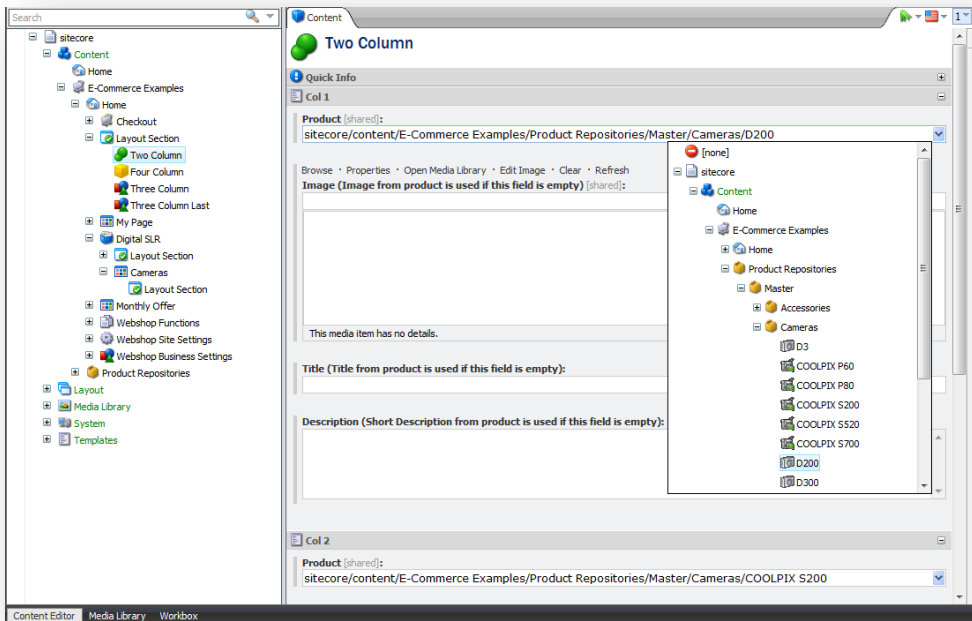 Search
sitecore
Content
Home
E-Commerce Examples
Home
Checkout
Layout Section
Two Column
Four Column
Three Column
Three Column Last
My Page
Digital SLR
Layout Section
Cameras
Layout Section
Monthly Offer
Webshop Functions
Webshop Site Settings
Webshop Business Settings
Product Repositories
Layout
Media Library
System
Templates
Content
1
Two Column
Quick Info
Col 1
Product [shared]:
sitecore/content/E-Commerce Examples/Product Repositories/Master/Cameras/D200
Browse · Properties · Open Media Library · Edit Image · Clear · Refresh
Image (Image from product is used if this field is empty) [shared]:
This media item has no details.
Title (Title from product is used if this field is empty):
Description (Short Description from product is used if this field is empty):
[none]
sitecore
Content
Home
E-Commerce Examples
Home
Product Repositories
Master
Accessories
Cameras
D3
COOLPIX P60
COOLPIX P80
COOLPIX S200
COOLPIX S520
COOLPIX S700
D200
D300
Col 2
Product [shared]:
sitecore/content/E-Commerce Examples/Product Repositories/Master/Cameras/COOLPIX S200
Content Editor Media Library Workbox